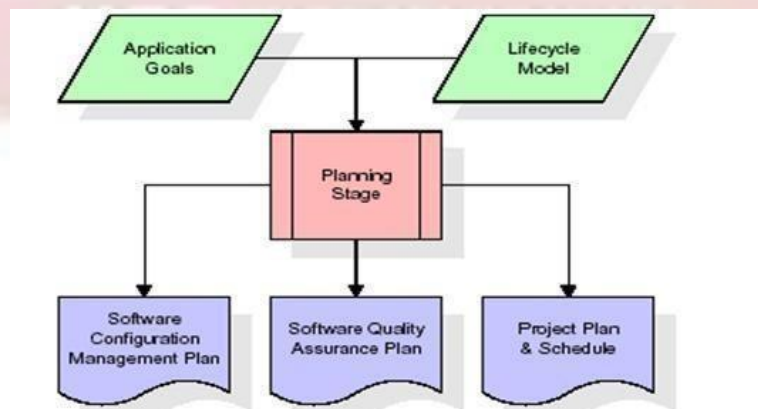 Application
Goals
Lifecycle
Model
Planning
Stage
Software
Configuration
Management Plan
Software Quality
Assurance Plan
Project Plan
& Schedule